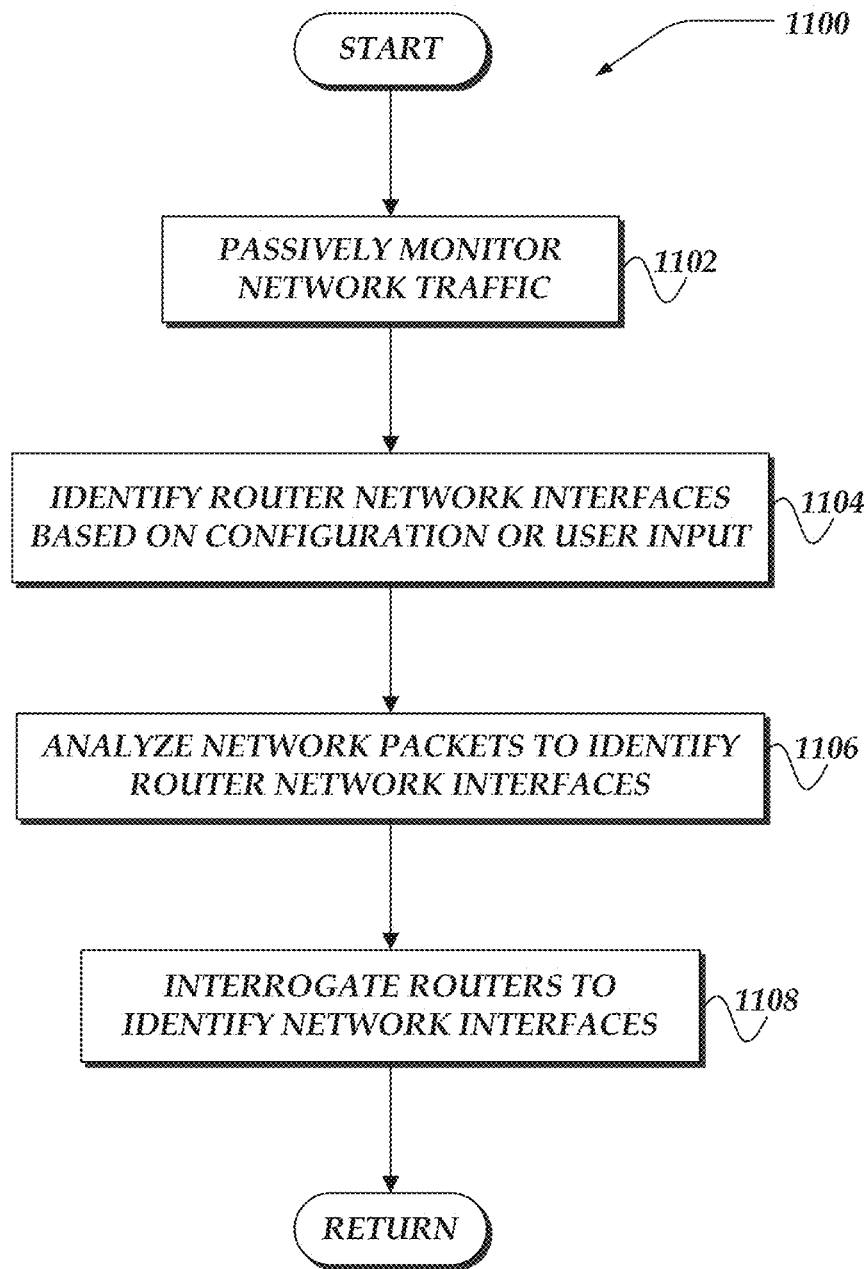 START
1100
PASSIVELY MONITOR
NETWORK TRAFFIC
1102
IDENTIFY ROUTER NETWORK INTERFACES
BASED ON CONFIGURATION OR USER INPUT
1104
ANALYZE NETWORK PACKETS TO IDENTIFY
ROUTER NETWORK INTERFACES
1106
INTERROGATE ROUTERS TO
IDENTIFY NETWORK INTERFACES
1108
RETURN